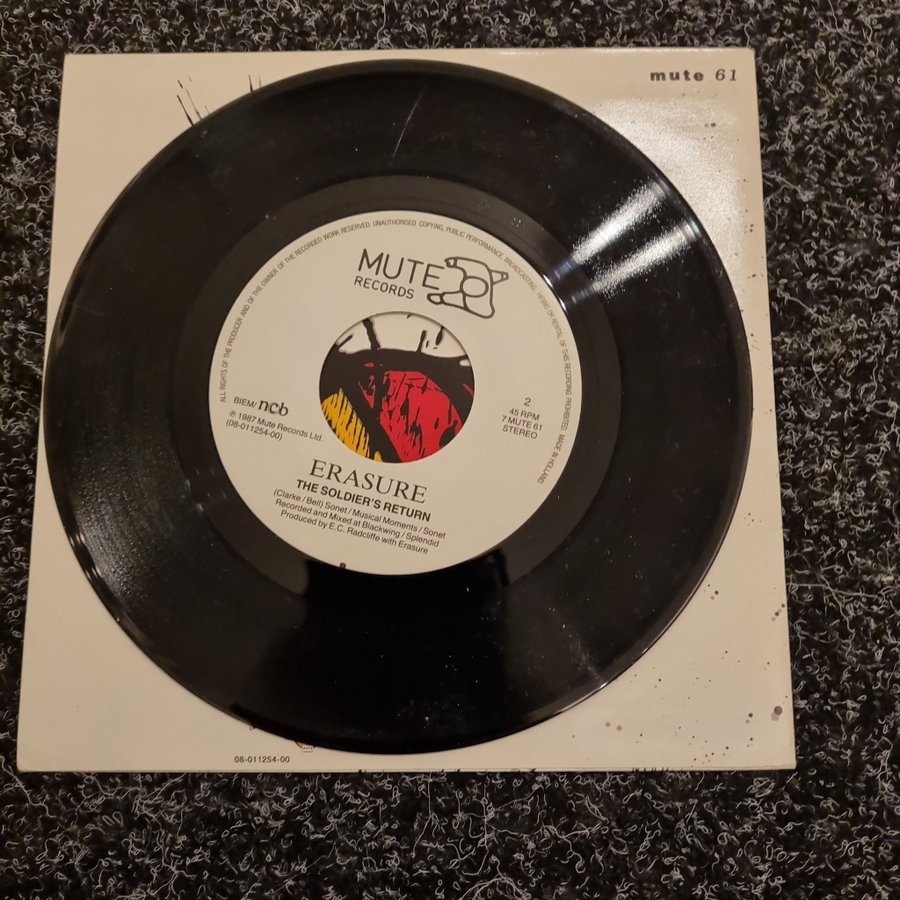 mute 61
ALL RIGHTS OF THE PRODUCER AND OF THE OWNER OF THE RECORDED WORK RESERVED. UNAUTHORISED COPYING, PUBLIC PERFORMANCE, BROADCASTING, HIRING OR RENTAL OF THIS RECORDING PROHIBITED. MADE IN HOLLAND
MUTE
RECORDS
BIEM/ncb
℗ 1987 Mute Records Ltd.
(08-011254-00)
2
45 RPM
7 MUTE 61
STEREO
ERASURE
THE SOLDIER'S RETURN
(Clarke / Bell) Sonet / Musical Moments / Sonet
Recorded and Mixed at Blackwing / Splendid
Produced by E.C. Radcliffe with Erasure
08-011254-00